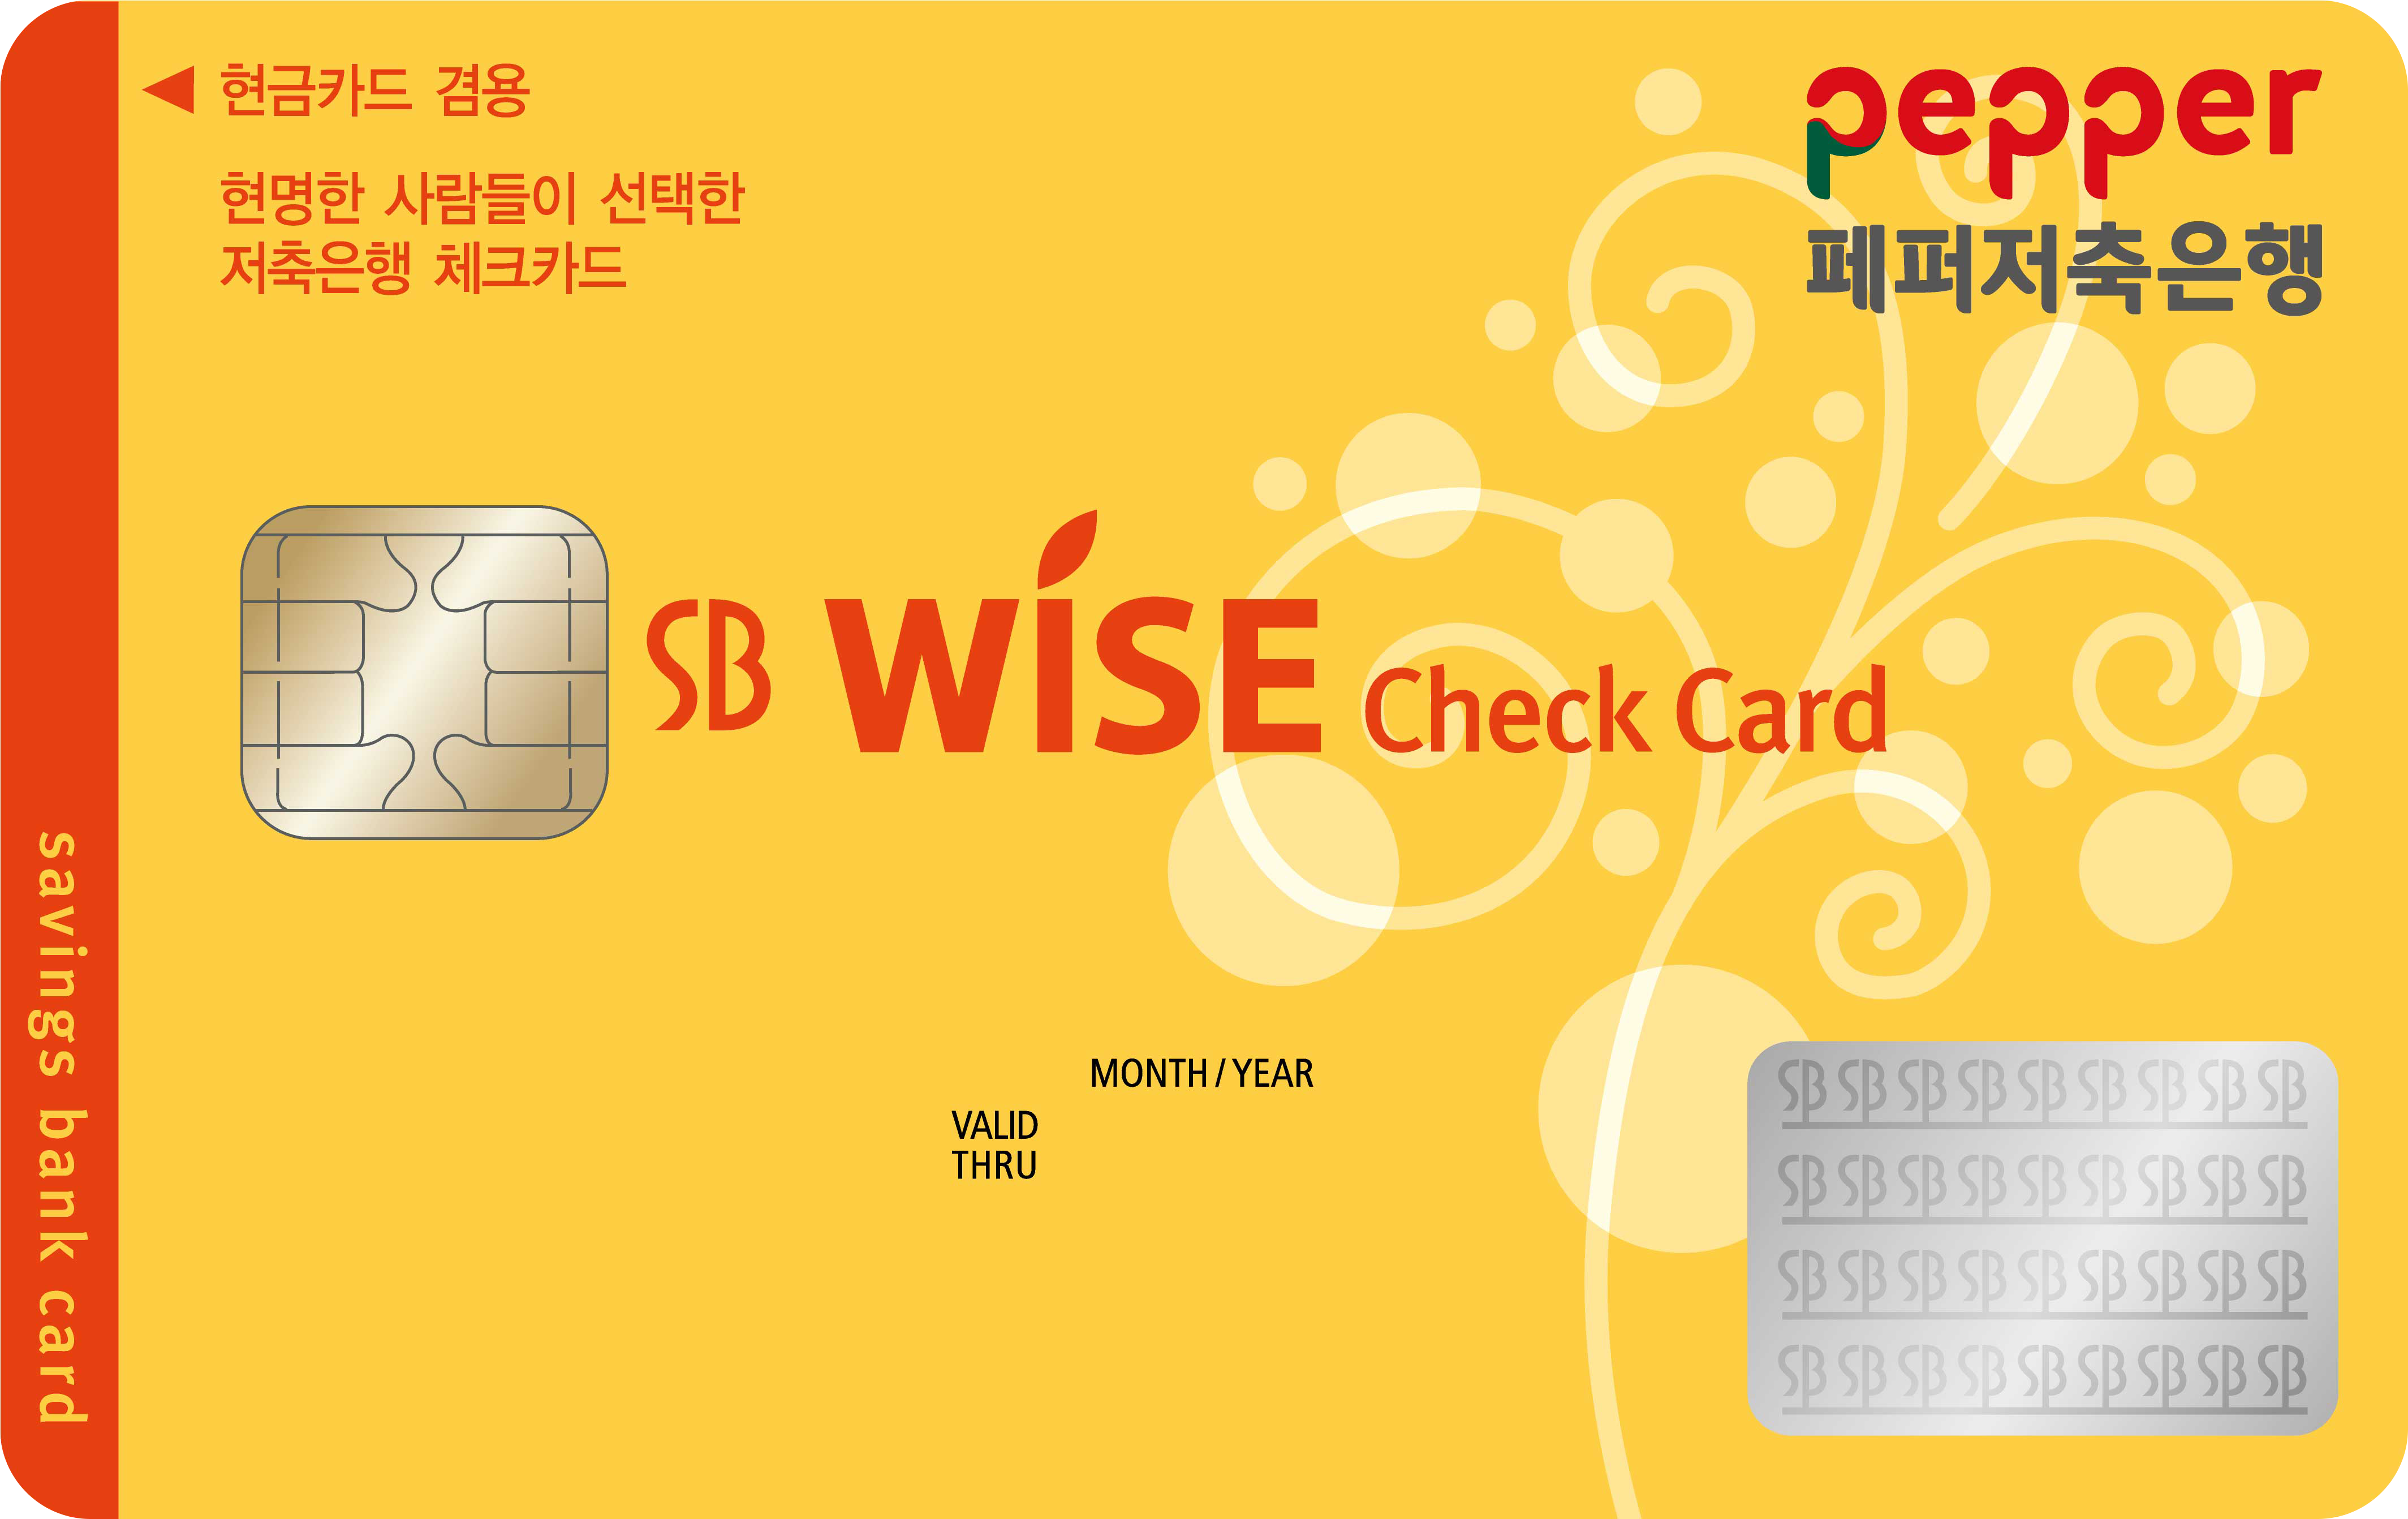 현금카드 겸용
현명한 사람들이 선택한
저축은행 체크카드
pepper
페퍼저축은행
SB WiSE Check Card
MONTH / YEAR
VALID
THRU
savings bank card
SB SB SB SB SB SB SB SB SB
SB SB SB SB SB SB SB SB SB
SB SB SB SB SB SB SB SB SB
SB SB SB SB SB SB SB SB SB